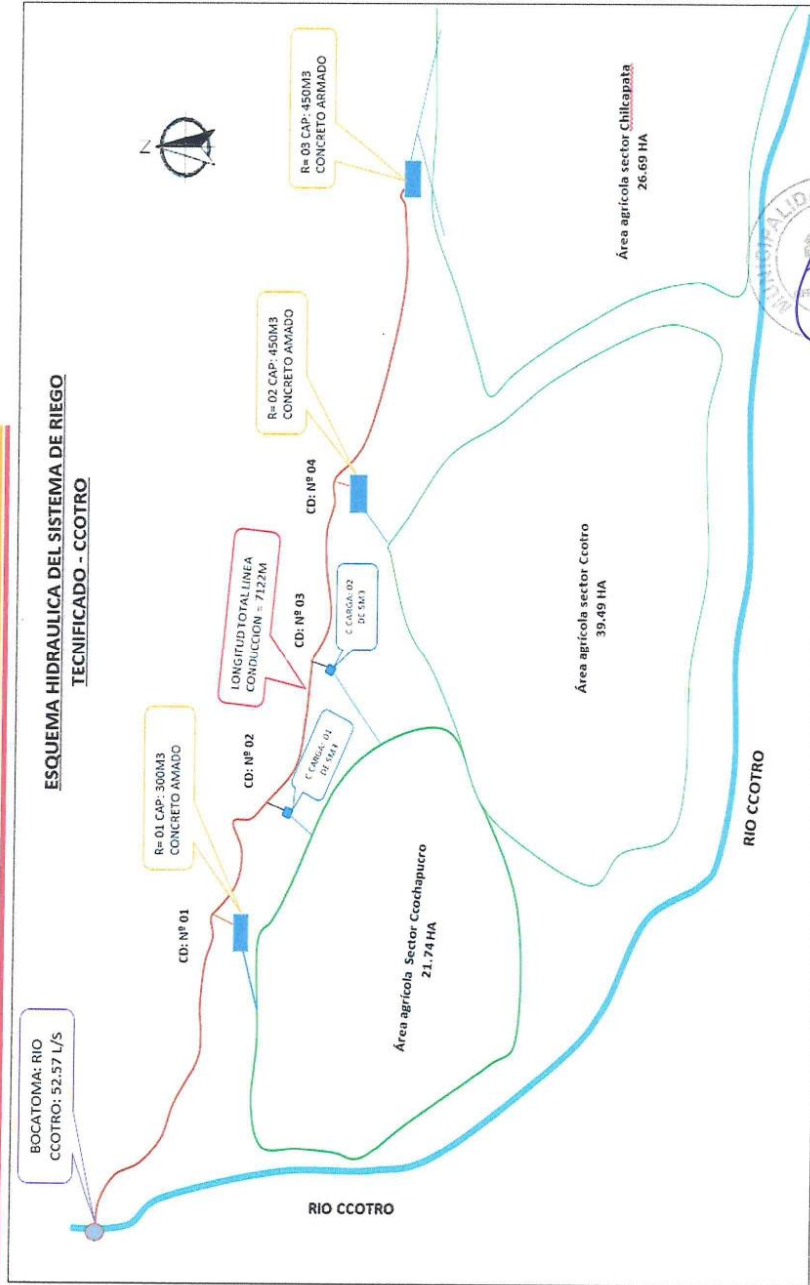 ESQUEMA HIDRAULICA DEL SISTEMA DE RIEGO
TECNIFICADO - CCOTRO
BOCATOMA: RIO
CCOTRO: 52.57 L/S
R= 01 CAP: 300M3
CONCRETO AMADO
LONGITUD TOTAL LINEA
CONDUCCION = 7122M
R= 02 CAP: 450M3
CONCRETO AMADO
R= 03 CAP: 450M3
CONCRETO ARMADO
N
CD: Nº 01
CD: Nº 02
CD: Nº 03
CD: Nº 04
C CARGA: 01
DE 5M3
C CARGA: 02
DE 5M3
Área agrícola Sector Ccochapucro
21.74 HA
Área agrícola sector Ccotro
39.49 HA
Área agrícola sector Chilcapata
26.69 HA
RIO CCOTRO
RIO CCOTRO